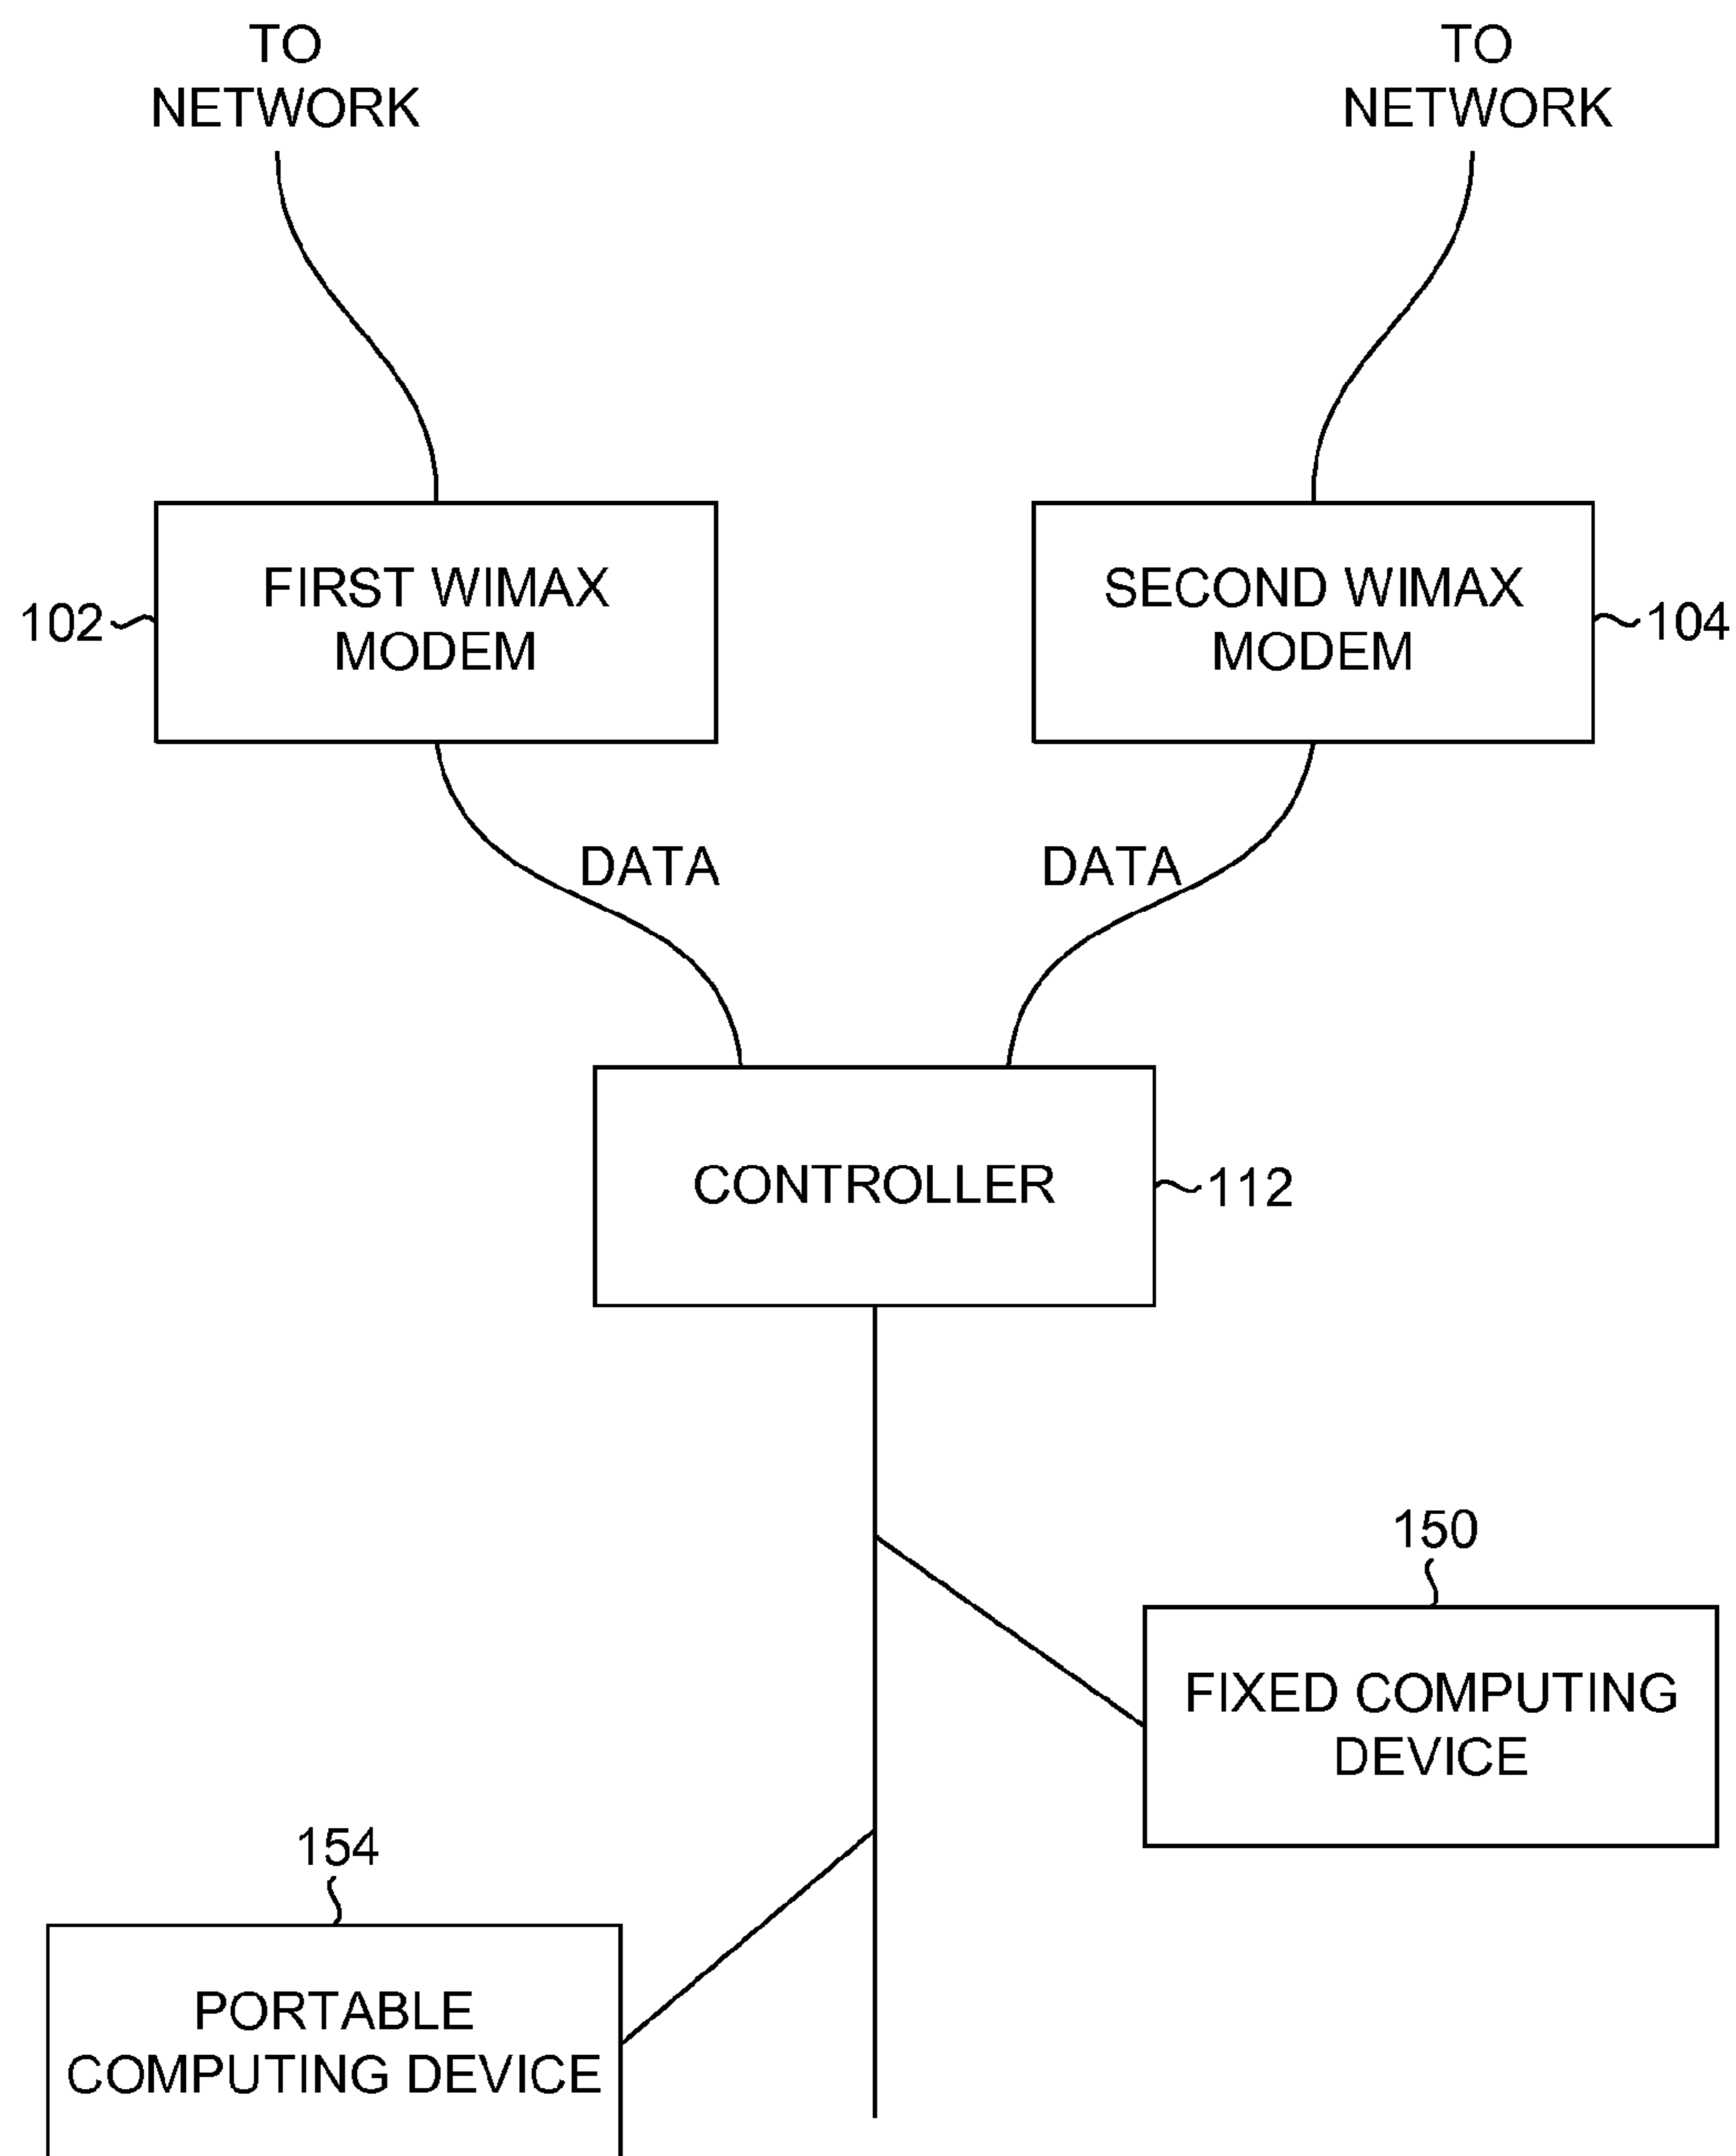 TO
NETWORK
TO
NETWORK
FIRST WIMAX
MODEM
102
SECOND WIMAX
MODEM
104
DATA
DATA
CONTROLLER
112
150
FIXED COMPUTING
DEVICE
154
PORTABLE
COMPUTING DEVICE